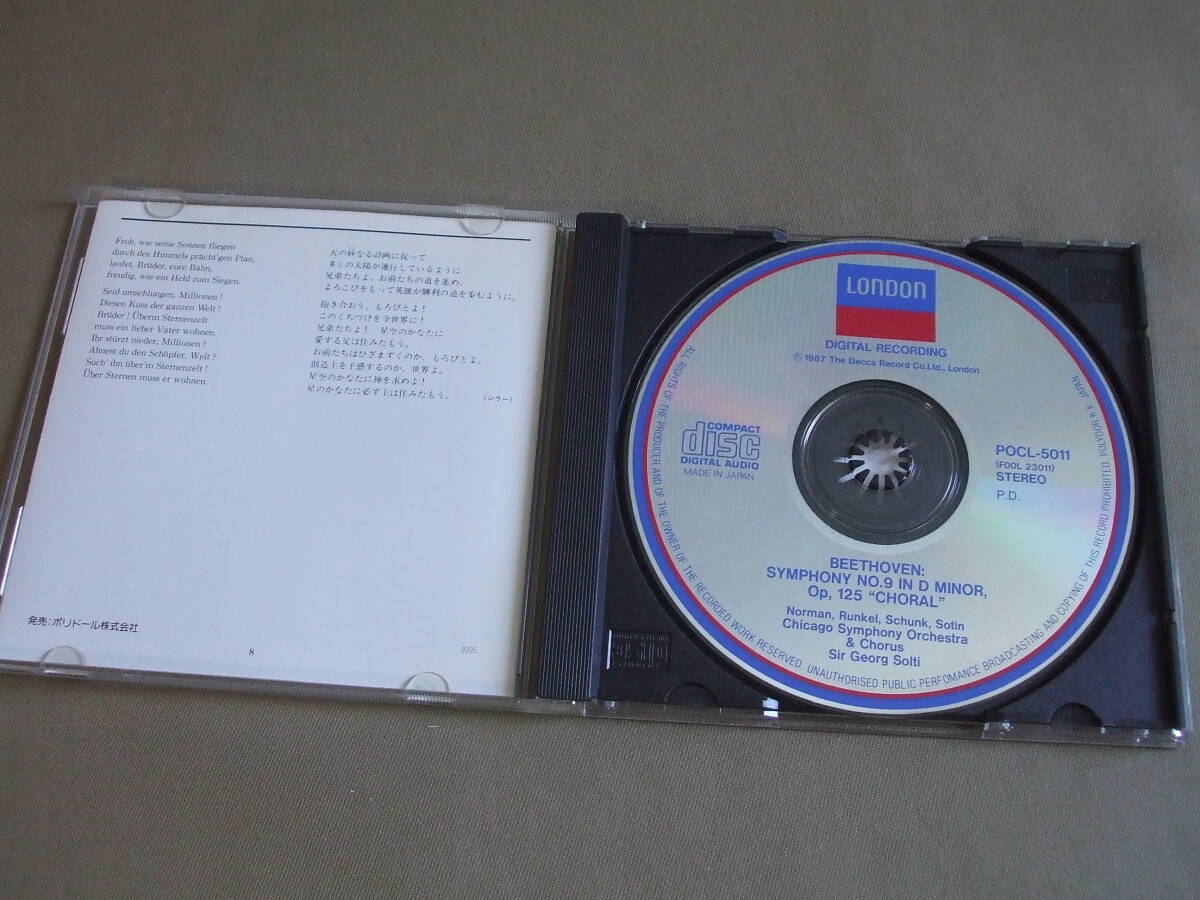 Froh, wie seine Sonnen fliegen
durch des Himmels prächt'gen Plan,
laufet, Brüder, eure Bahn,
freudig, wie ein Held zum Siegen.
Seid umschlungen, Millionen!
Diesen Kuss der ganzen Welt!
Brüder! Überm Sternenzelt
muss ein lieber Vater wohnen.
Ihr stürzt nieder, Millionen?
Ahnest du den Schöpfer, Welt?
Such' ihn über'm Sternenzelt!
Über Sternen muss er wohnen.
天の妙なる計画に従って
多くの太陽が運行しているように
兄弟たちよ、お前たちの道を進め、
よろこびをもって英雄が勝利の道を歩むように。
抱き合おう、もろびとよ!
このくちづけを全世界に!
兄弟たちよ! 星空のかなたに
愛する父は住みたもう。
お前たちはひざまずくのか、もろびとよ。
創造主を予感するのか、世界よ。
星空のかなたに神を求めよ!
星のかなたに必ず主は住みたもう。
(シラー)
発売:ポリドール株式会社
8
9205
LONDON
DIGITAL RECORDING
Ⓟ 1987 The Decca Record Co.Ltd., London
COMPACT
disc
DIGITAL AUDIO
MADE IN JAPAN
POCL-5011
(F00L 23011)
STEREO
P.D.
BEETHOVEN:
SYMPHONY NO.9 IN D MINOR,
Op, 125 "CHORAL"
Norman, Runkel, Schunk, Sotin
Chicago Symphony Orchestra
& Chorus
Sir Georg Solti
ALL RIGHTS OF THE PRODUCER AND OF THE OWNER OF THE RECORDED WORK RESERVED. UNAUTHORISED PUBLIC PERFOMANCE BROADCASTING AND COPYING OF THIS RECORD PROHIBITED. POLYDOR K.K. JAPAN